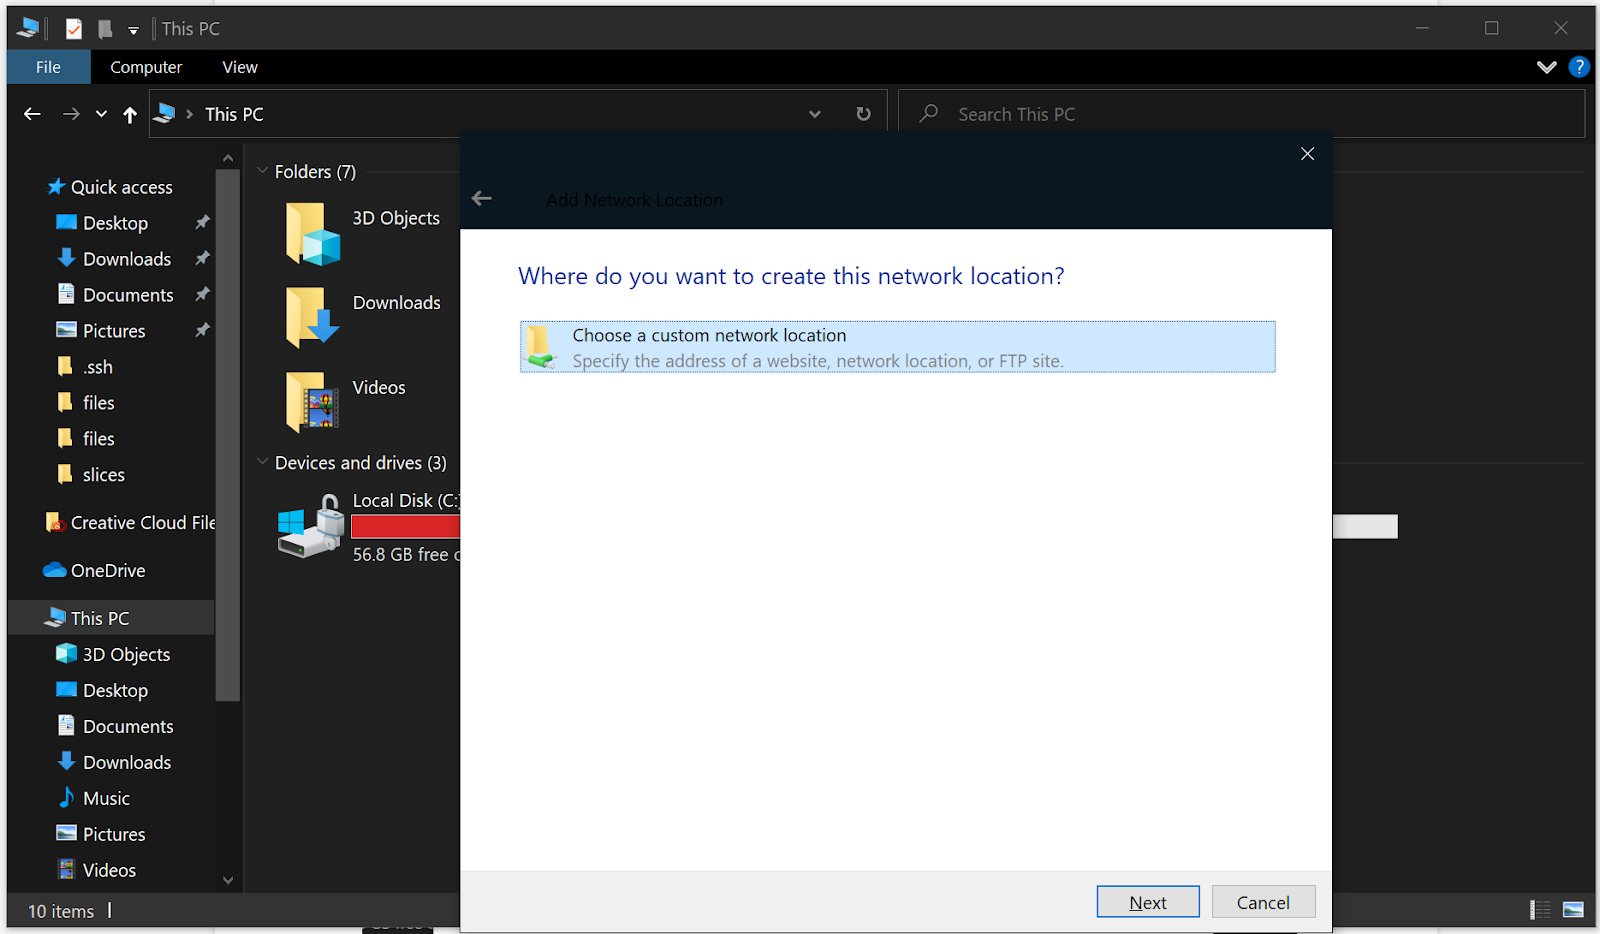 This PC
File Computer View
?
This PC
Search This PC
Quick access
Desktop
Downloads
Documents
Pictures
.ssh
files
files
slices
Creative Cloud File
OneDrive
This PC
3D Objects
Desktop
Documents
Downloads
Music
Pictures
Videos
Folders (7)
3D Objects
Downloads
Videos
Devices and drives (3)
Local Disk (C:)
56.8 GB free
Add Network Location
Where do you want to create this network location?
Choose a custom network location
Specify the address of a website, network location, or FTP site.
Next Cancel
10 items